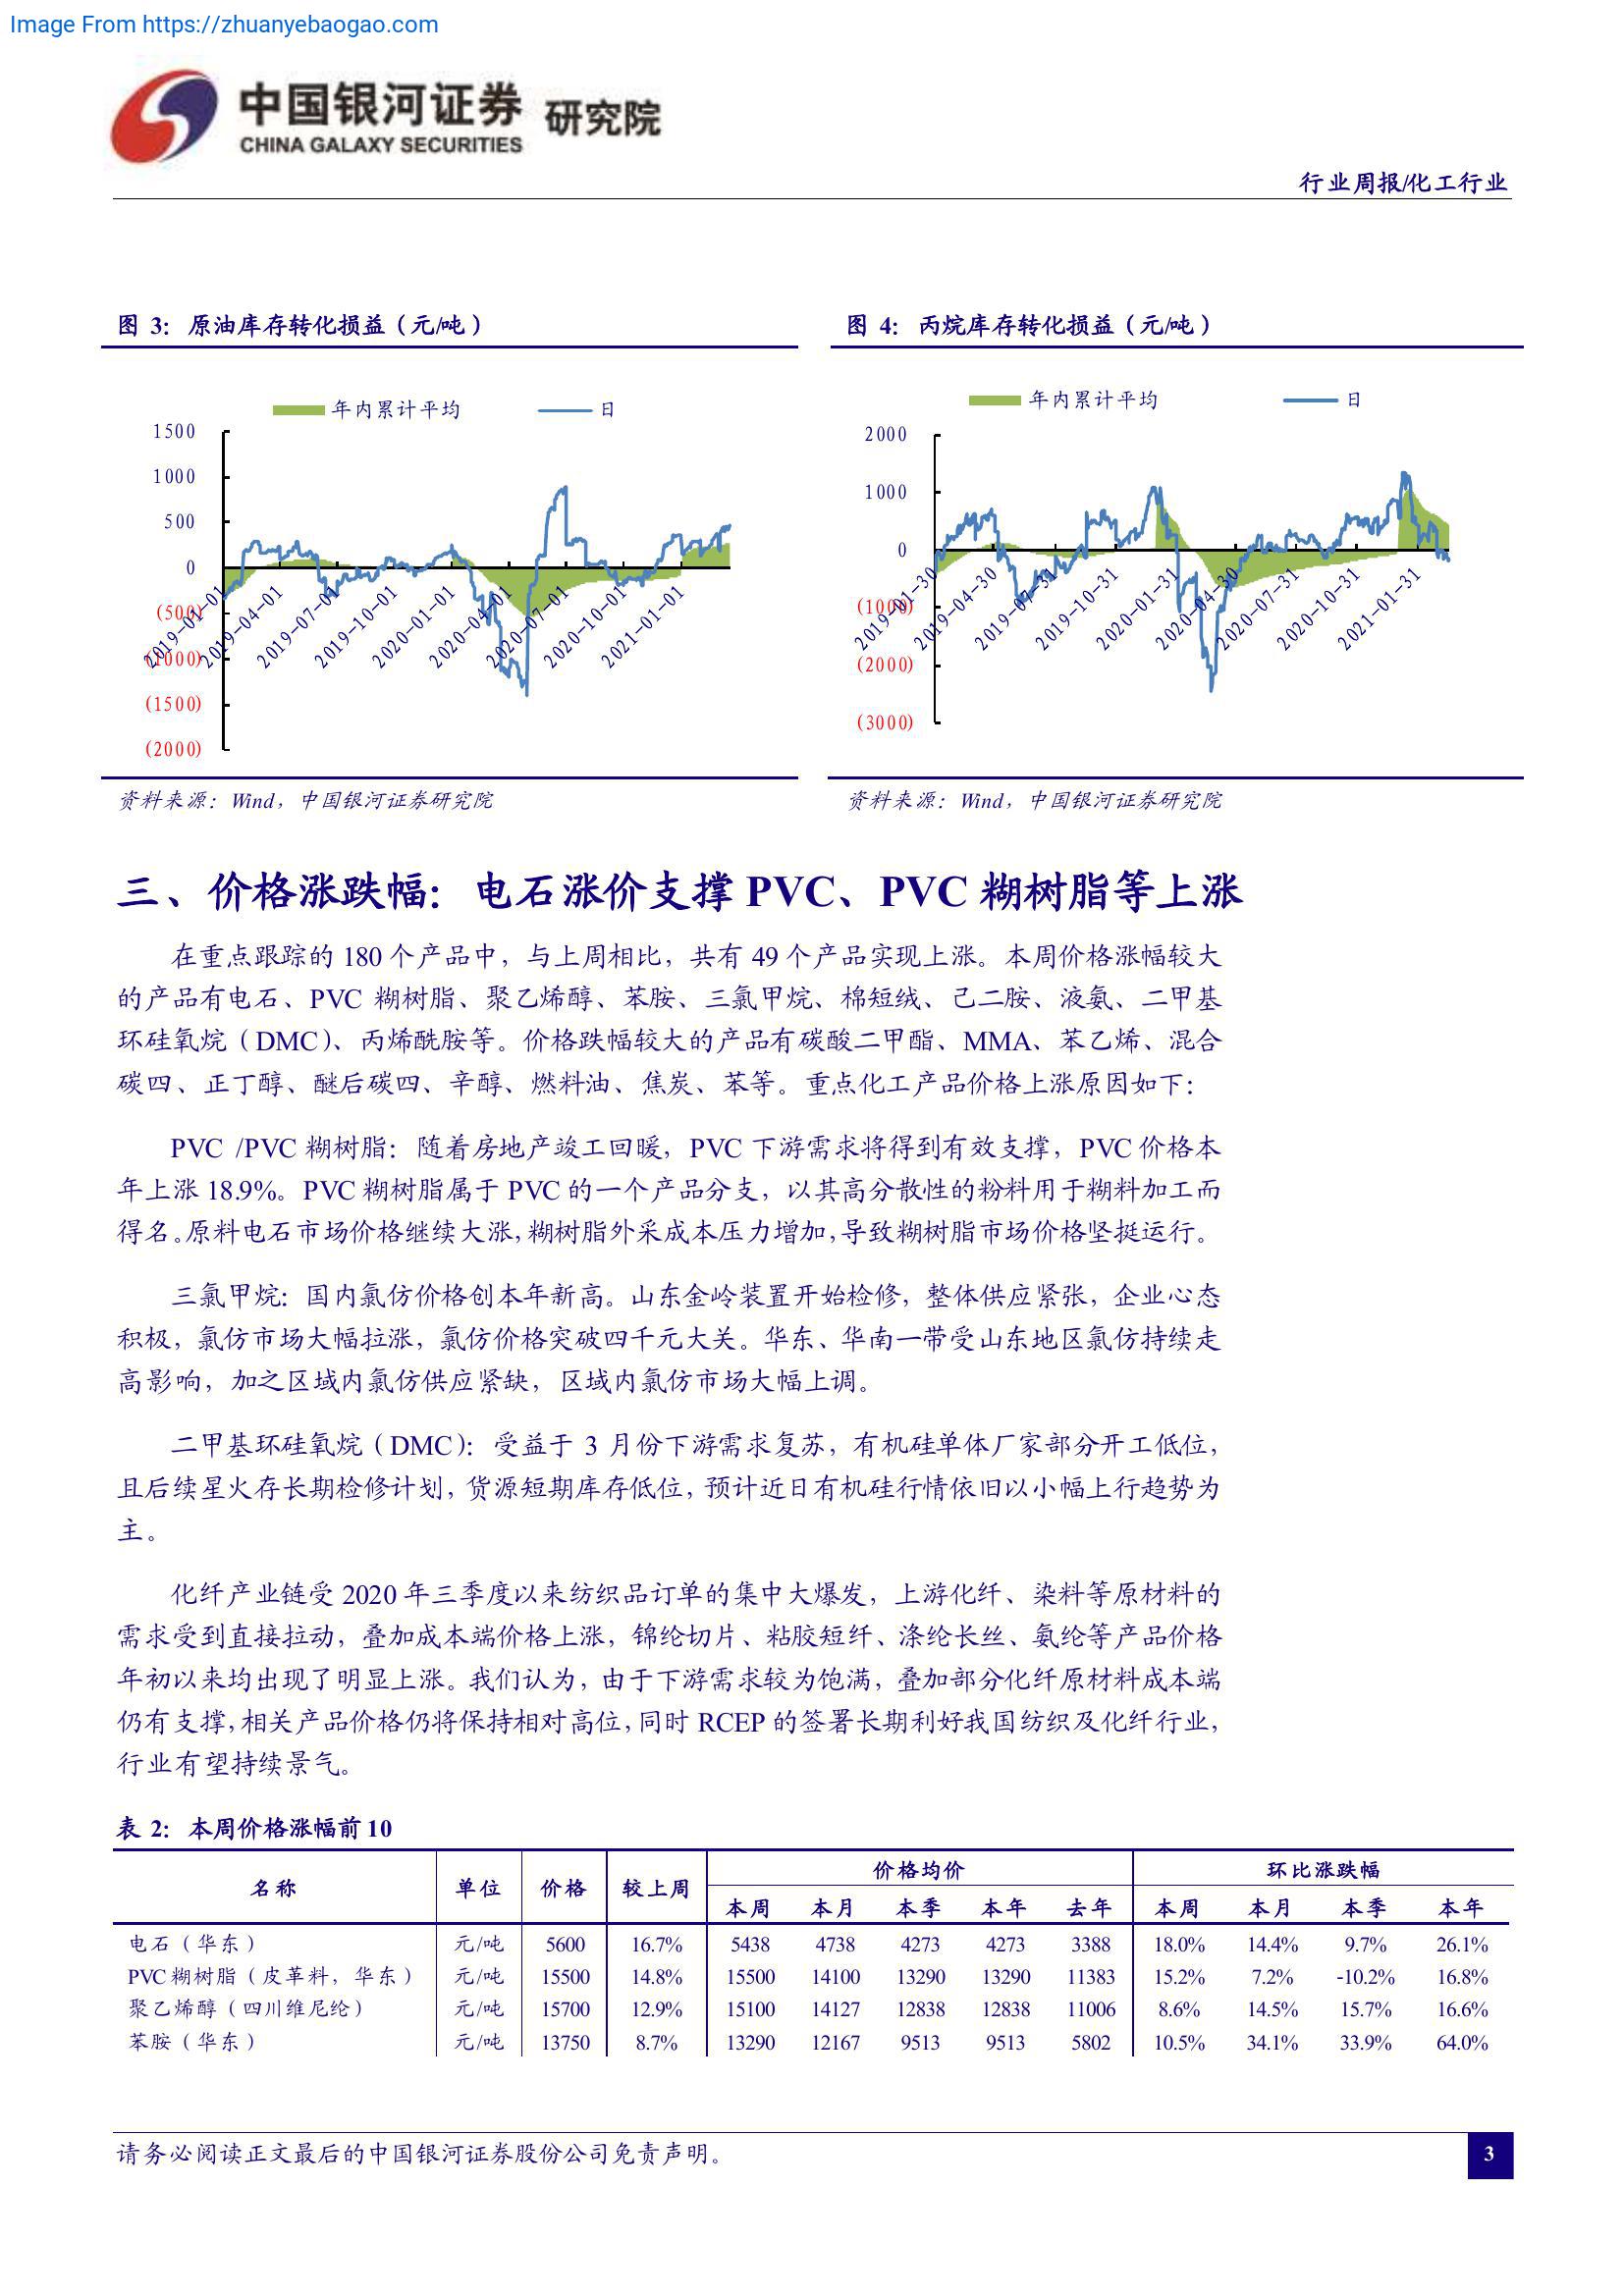 Image From https://zhuanyebaogao.com
中国银河证券 研究院
CHINA GALAXY SECURITIES
行业周报/化工行业
图 3: 原油库存转化损益（元/吨）
年内累计平均 日
1500
1000
500
0
(500)
(1000)
(1500)
(2000)
2019-01-01 2019-04-01 2019-07-01 2019-10-01 2020-01-01 2020-04-01 2020-07-01 2020-10-01 2021-01-01
资料来源：Wind，中国银河证券研究院
图 4: 丙烷库存转化损益（元/吨）
年内累计平均 日
2000
1000
0
(1000)
(2000)
(3000)
2019-01-30 2019-04-30 2019-07-31 2019-10-31 2020-01-31 2020-04-30 2020-07-31 2020-10-31 2021-01-31
资料来源：Wind，中国银河证券研究院
三、价格涨跌幅：电石涨价支撑 PVC、PVC 糊树脂等上涨
在重点跟踪的 180 个产品中，与上周相比，共有 49 个产品实现上涨。本周价格涨幅较大
的产品有电石、PVC 糊树脂、聚乙烯醇、苯胺、三氯甲烷、棉短绒、己二胺、液氨、二甲基
环硅氧烷（DMC）、丙烯酰胺等。价格跌幅较大的产品有碳酸二甲酯、MMA、苯乙烯、混合
碳四、正丁醇、醚后碳四、辛醇、燃料油、焦炭、苯等。重点化工产品价格上涨原因如下：
PVC /PVC 糊树脂：随着房地产竣工回暖，PVC 下游需求将得到有效支撑，PVC 价格本
年上涨 18.9%。PVC 糊树脂属于 PVC 的一个产品分支，以其高分散性的粉料用于糊料加工而
得名。原料电石市场价格继续大涨，糊树脂外采成本压力增加，导致糊树脂市场价格坚挺运行。
三氯甲烷：国内氯仿价格创本年新高。山东金岭装置开始检修，整体供应紧张，企业心态
积极，氯仿市场大幅拉涨，氯仿价格突破四千元大关。华东、华南一带受山东地区氯仿持续走
高影响，加之区域内氯仿供应紧缺，区域内氯仿市场大幅上调。
二甲基环硅氧烷（DMC）：受益于 3 月份下游需求复苏，有机硅单体厂家部分开工低位，
且后续星火存长期检修计划，货源短期库存低位，预计近日有机硅行情依旧以小幅上行趋势为
主。
化纤产业链受 2020 年三季度以来纺织品订单的集中大爆发，上游化纤、染料等原材料的
需求受到直接拉动，叠加成本端价格上涨，锦纶切片、粘胶短纤、涤纶长丝、氨纶等产品价格
年初以来均出现了明显上涨。我们认为，由于下游需求较为饱满，叠加部分化纤原材料成本端
仍有支撑，相关产品价格仍将保持相对高位，同时 RCEP 的签署长期利好我国纺织及化纤行业，
行业有望持续景气。
表 2: 本周价格涨幅前 10
名称 单位 价格 较上周 价格均价 环比涨跌幅
本周 本月 本季 本年 去年 本周 本月 本季 本年
电石（华东） 元/吨 5600 16.7% 5438 4738 4273 4273 3388 18.0% 14.4% 9.7% 26.1%
PVC 糊树脂（皮革料，华东） 元/吨 15500 14.8% 15500 14100 13290 13290 11383 15.2% 7.2% -10.2% 16.8%
聚乙烯醇（四川维尼纶） 元/吨 15700 12.9% 15100 14127 12838 12838 11006 8.6% 14.5% 15.7% 16.6%
苯胺（华东） 元/吨 13750 8.7% 13290 12167 9513 9513 5802 10.5% 34.1% 33.9% 64.0%
请务必阅读正文最后的中国银河证券股份公司免责声明。
3